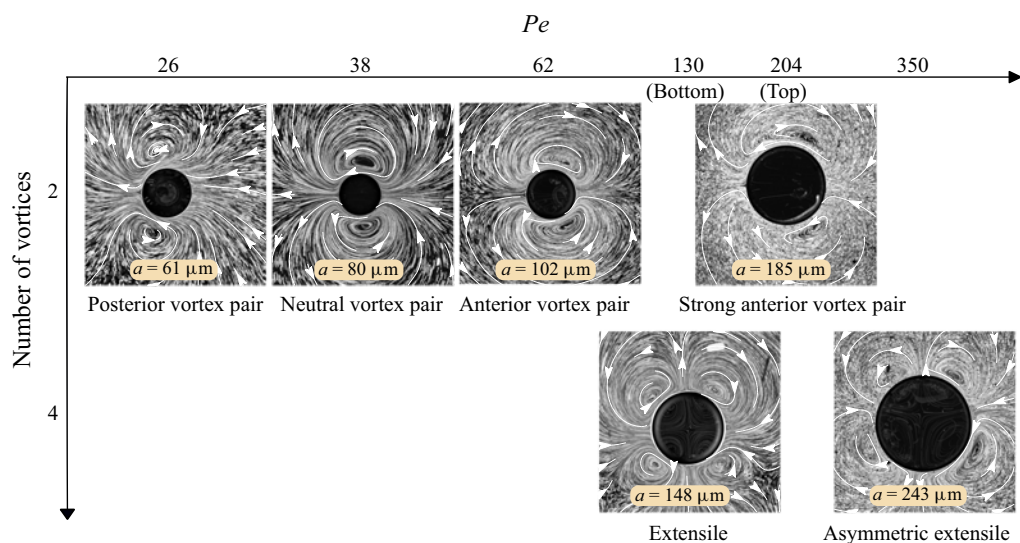 Pe
26 38 62 130 204 350
(Bottom) (Top)
Number of vortices
2
a = 61 μm a = 80 μm a = 102 μm a = 185 μm
Posterior vortex pair Neutral vortex pair Anterior vortex pair Strong anterior vortex pair
4
a = 148 μm a = 243 μm
Extensile Asymmetric extensile